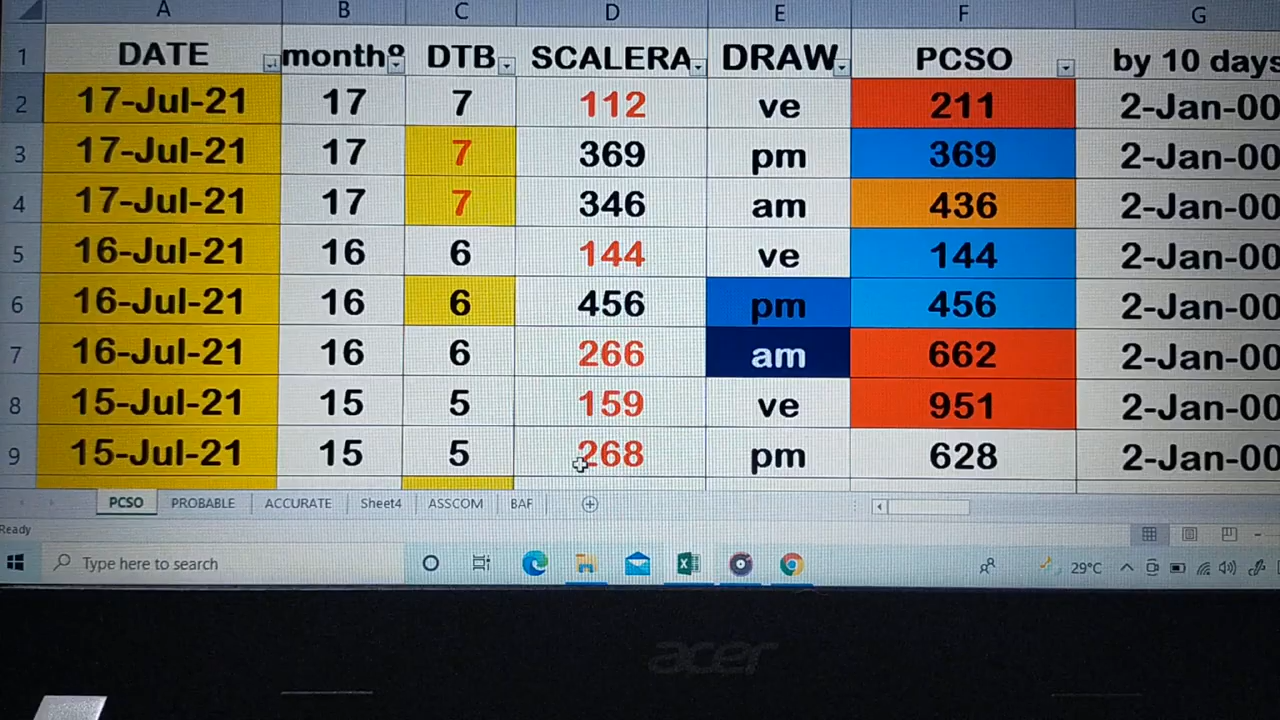 A B C D E F G
1 DATE monthº DTB SCALERA DRAW PCSO by 10 days
2 17-Jul-21 17 7 112 ve 211 2-Jan-00
3 17-Jul-21 17 7 369 pm 369 2-Jan-00
4 17-Jul-21 17 7 346 am 436 2-Jan-00
5 16-Jul-21 16 6 144 ve 144 2-Jan-00
6 16-Jul-21 16 6 456 pm 456 2-Jan-00
7 16-Jul-21 16 6 266 am 662 2-Jan-00
8 15-Jul-21 15 5 159 ve 951 2-Jan-00
9 15-Jul-21 15 5 268 pm 628 2-Jan-00
PCSO PROBABLE ACCURATE Sheet4 ASSCOM BAF
Ready
Type here to search 29°C
acer